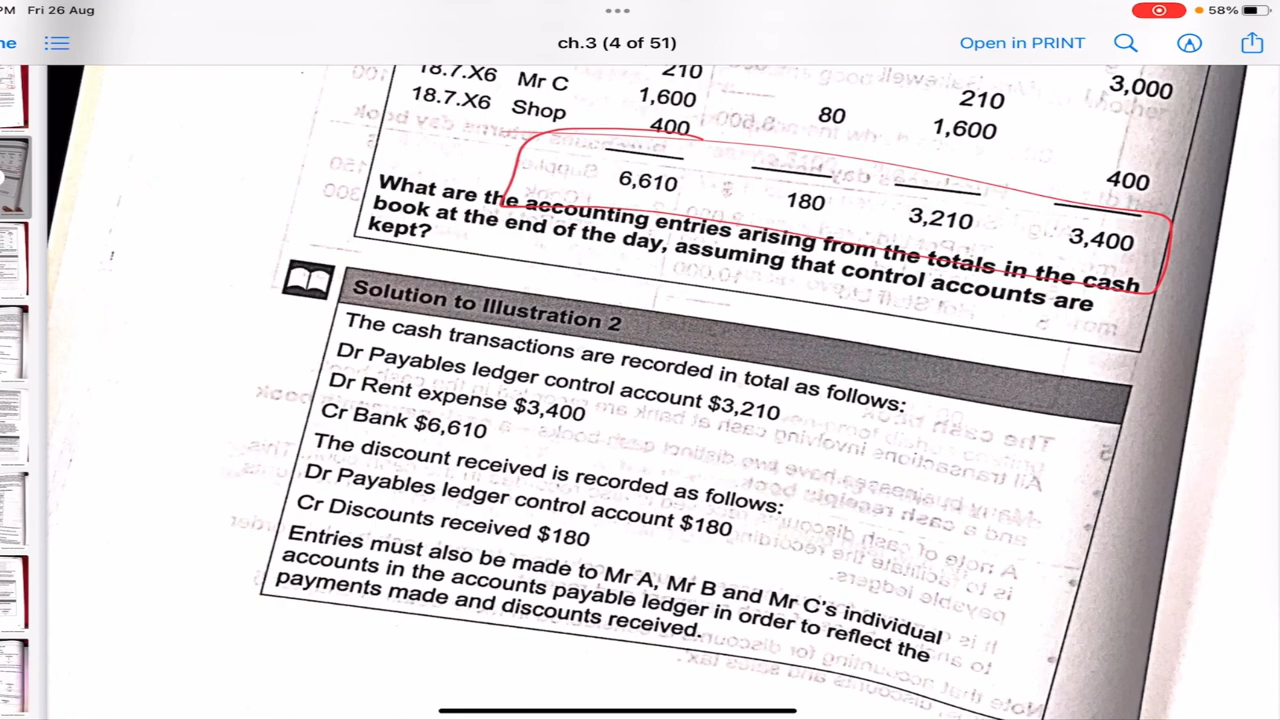 PM Fri 26 Aug
58%
ne
ch.3 (4 of 51)
Open in PRINT
210
3,000
18.7.X6 Mr C 1,600 80 210
18.7.X6 Shop 400 1,600
400
6,610 180 3,210 3,400
What are the accounting entries arising from the totals in the cash
book at the end of the day, assuming that control accounts are
kept?
Solution to Illustration 2
The cash transactions are recorded in total as follows:
Dr Payables ledger control account $3,210
Dr Rent expense $3,400
Cr Bank $6,610
The discount received is recorded as follows:
Dr Payables ledger control account $180
Cr Discounts received $180
Entries must also be made to Mr A, Mr B and Mr C's individual
accounts in the accounts payable ledger in order to reflect the
payments made and discounts received.